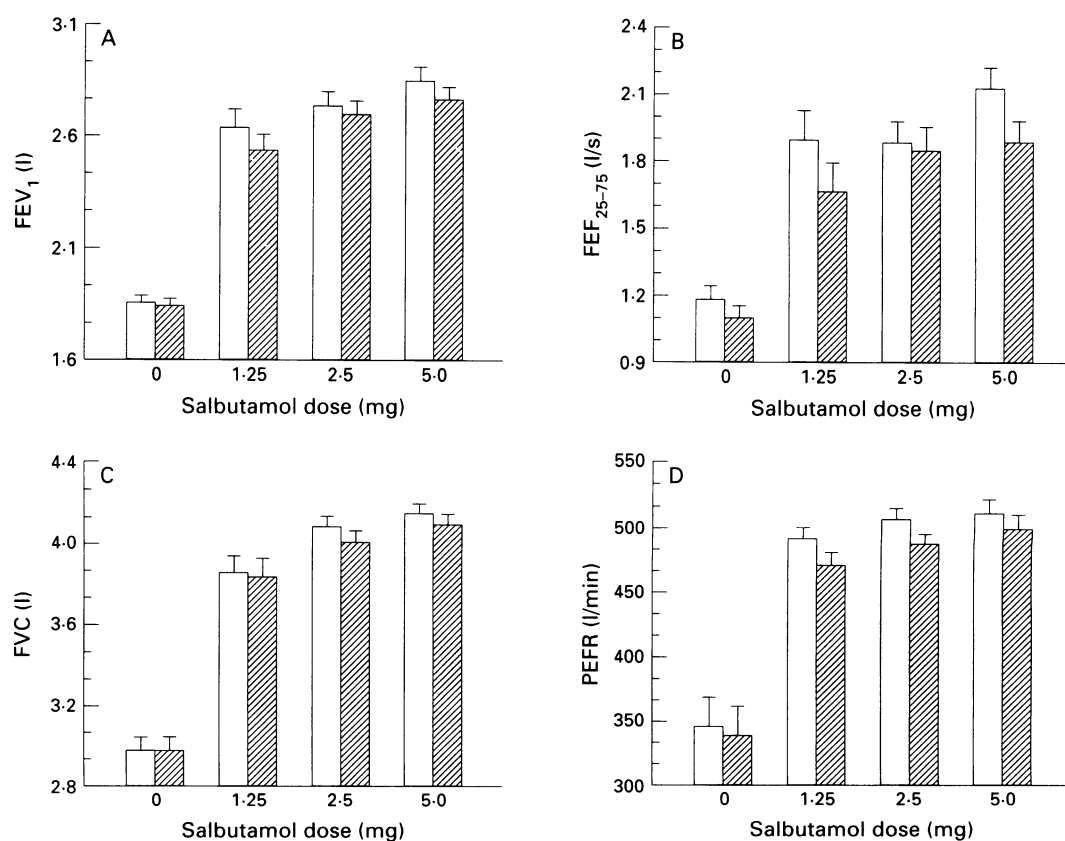 A
FEV1 (l)
3·1
2·6
2·1
1·6
0 1·25 2·5 5·0
Salbutamol dose (mg)
B
FEF25–75 (l/s)
2.4
2.1
1.8
1.5
1.2
0.9
0 1·25 2·5 5·0
Salbutamol dose (mg)
C
FVC (l)
4·4
4·0
3·6
3·2
2·8
0 1·25 2·5 5·0
Salbutamol dose (mg)
D
PEFR (l/min)
550
500
450
400
350
300
0 1·25 2·5 5·0
Salbutamol dose (mg)